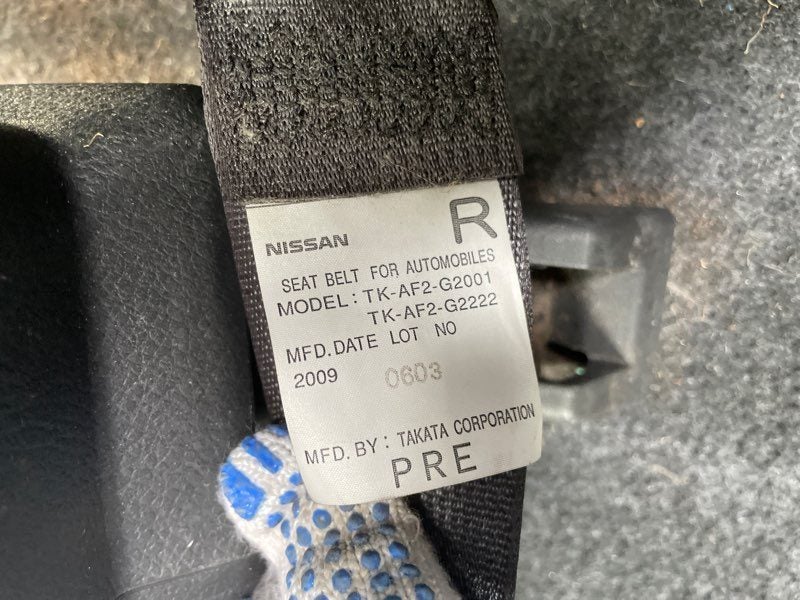 R
NISSAN
SEAT BELT FOR AUTOMOBILES
MODEL: TK-AF2-G2001
TK-AF2-G2222
MFD. DATE LOT NO
2009 0603
MFD. BY: TAKATA CORPORATION
PRE